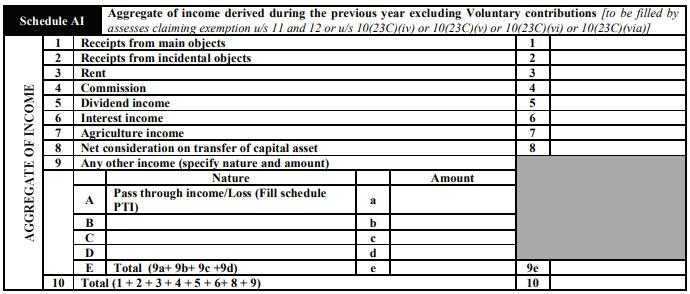 Schedule AI
Aggregate of income derived during the previous year excluding Voluntary contributions [to be filled by
assesses claiming exemption u/s 11 and 12 or u/s 10(23C)(iv) or 10(23C)(v) or 10(23C)(vi) or 10(23C)(via)]
AGGREGATE OF INCOME
1 Receipts from main objects 1
2 Receipts from incidental objects 2
3 Rent 3
4 Commission 4
5 Dividend income 5
6 Interest income 6
7 Agriculture income 7
8 Net consideration on transfer of capital asset 8
9 Any other income (specify nature and amount)
Nature Amount
A Pass through income/Loss (Fill schedule
PTI) a
B b
C c
D d
E Total (9a+ 9b+ 9c +9d) e 9e
10 Total (1 + 2 + 3 + 4 + 5 + 6+ 8 + 9) 10